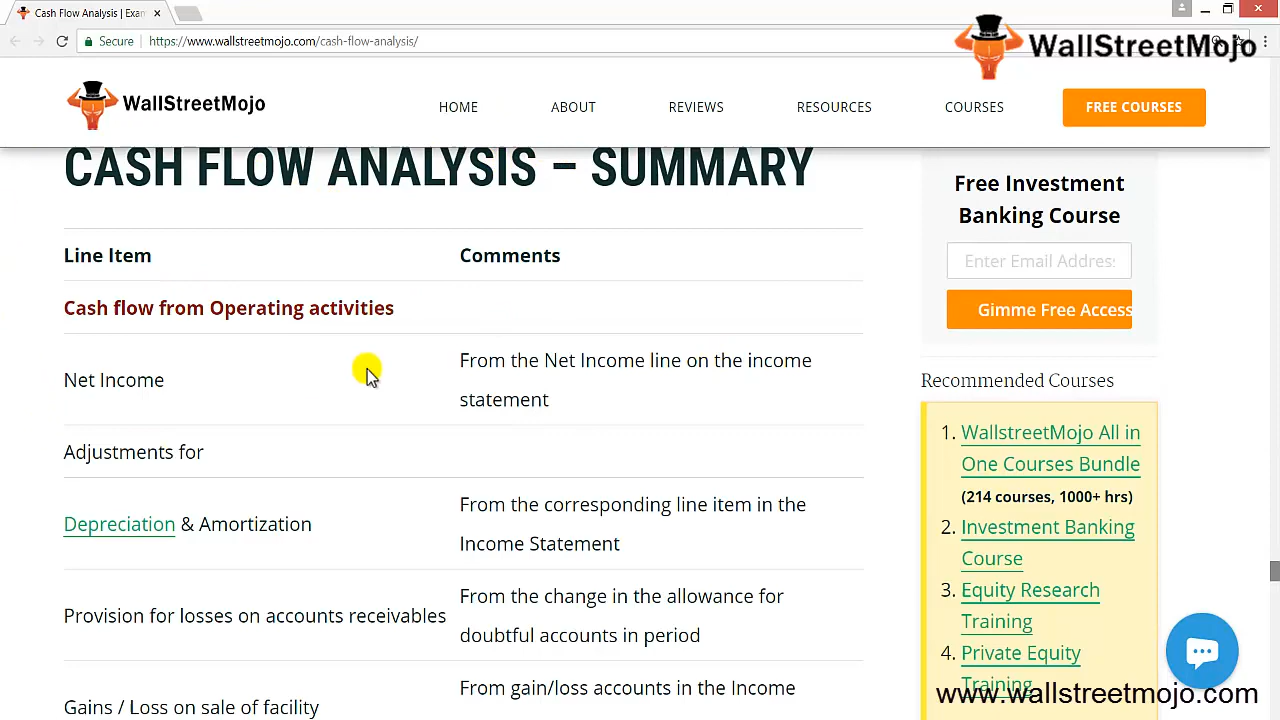 Cash Flow Analysis | Exan
Secure
https://www.wallstreetmojo.com/cash-flow-analysis/
WallStreetMojo
WallStreetMojo
HOME
ABOUT
REVIEWS
RESOURCES
COURSES
FREE COURSES
CASH FLOW ANALYSIS – SUMMARY
Line Item
Comments
Cash flow from Operating activities
Net Income
From the Net Income line on the income
statement
Adjustments for
Depreciation & Amortization
From the corresponding line item in the
Income Statement
Provision for losses on accounts receivables
From the change in the allowance for
doubtful accounts in period
Gains / Loss on sale of facility
From gain/loss accounts in the Income
Free Investment
Banking Course
Enter Email Address:
Gimme Free Access
Recommended Courses
1. WallstreetMojo All in
One Courses Bundle
(214 courses, 1000+ hrs)
2. Investment Banking
Course
3. Equity Research
Training
4. Private Equity
Training
www.wallstreetmojo.com